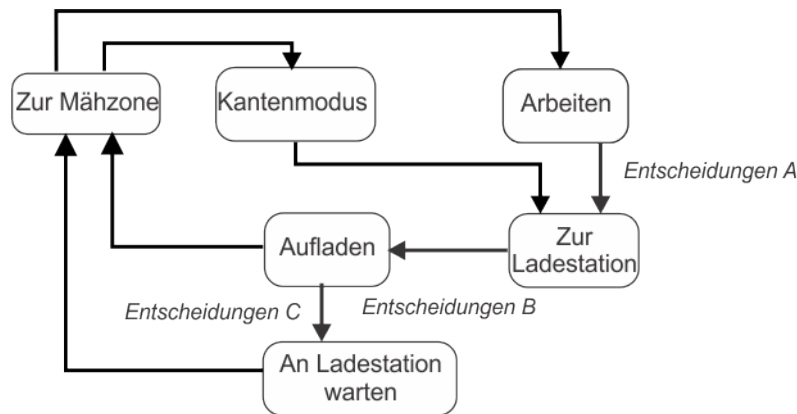 Zur Mähzone
Kantenmodus
Arbeiten
Entscheidungen A
Aufladen
Zur
Ladestation
Entscheidungen C
Entscheidungen B
An Ladestation
warten